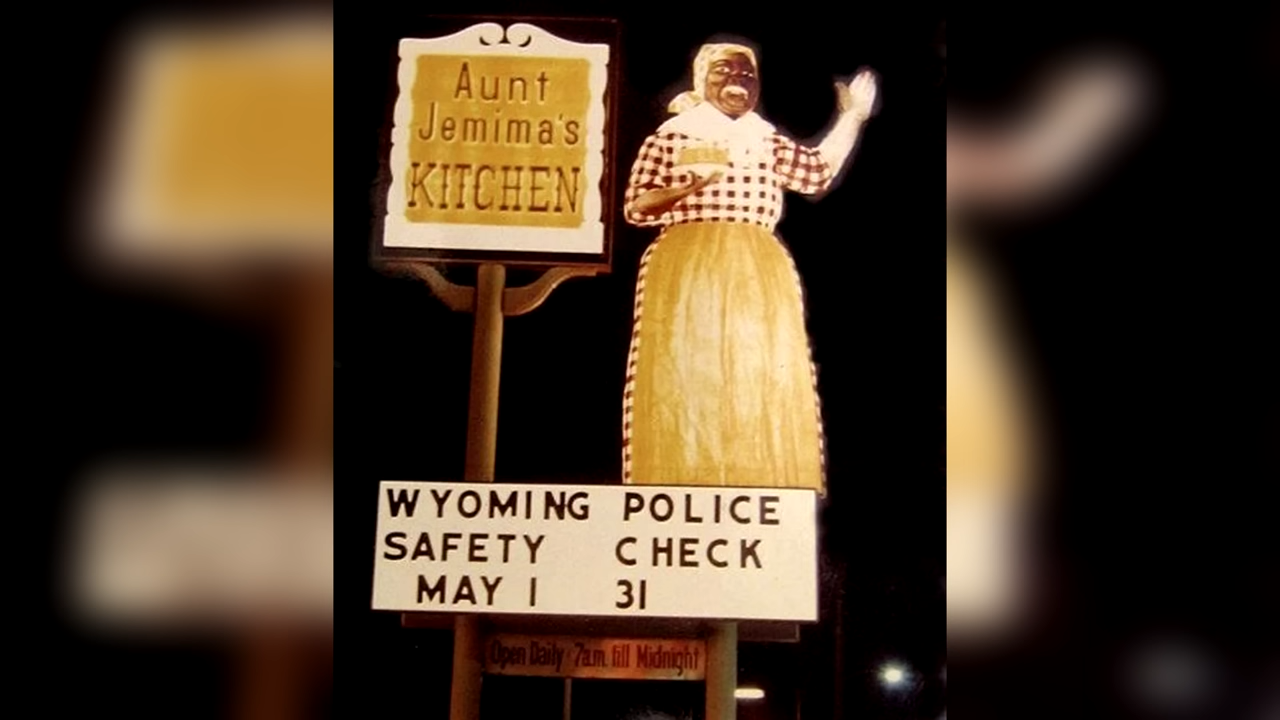 Aunt
Jemima's
KITCHEN
WYOMING POLICE
SAFETY CHECK
MAY 1 31
Open Daily · 7a.m. till Midnight